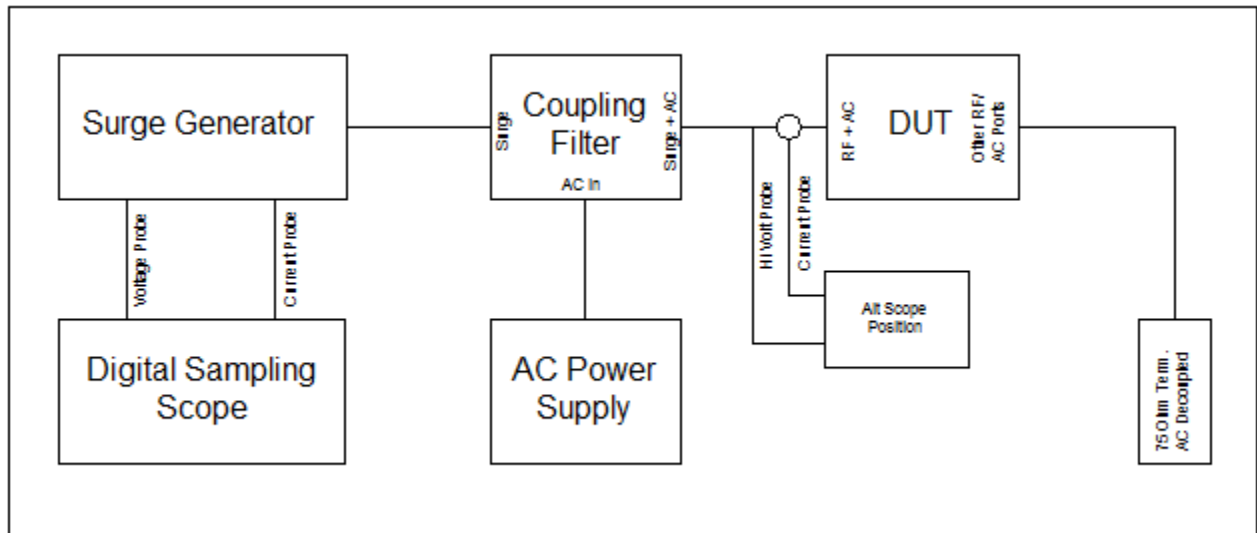 Surge Generator
Surge
Coupling
Filter
AC In
Surge + AC
RF + AC
DUT
Other RF/
AC Ports
Voltage Probe
Current Probe
Hi Volt Probe
Current Probe
Alt Scope
Position
Digital Sampling
Scope
AC Power
Supply
75 Ohm Term.
AC Decoupled